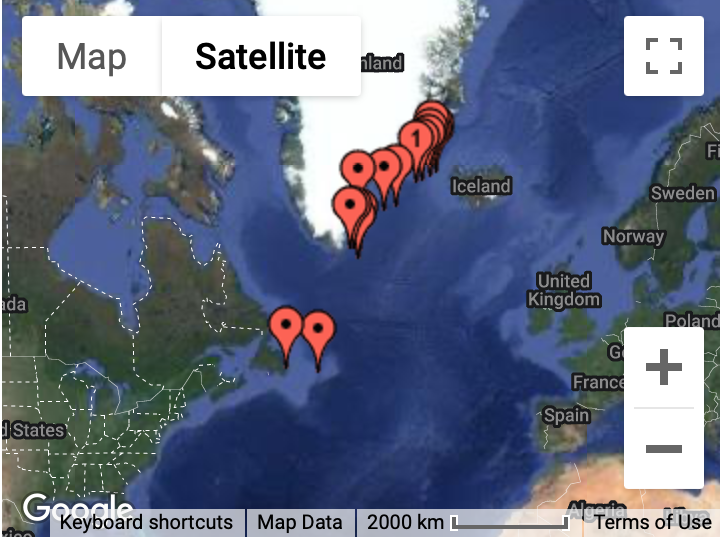 Map
Satellite
nland
1
Iceland
Fi
Sweden
Norway
United
Kingdom
ada
Poland
Ge
France
Spain
d States
Google
Algeria
xico
Keyboard shortcuts
Map Data
2000 km
Terms of Use